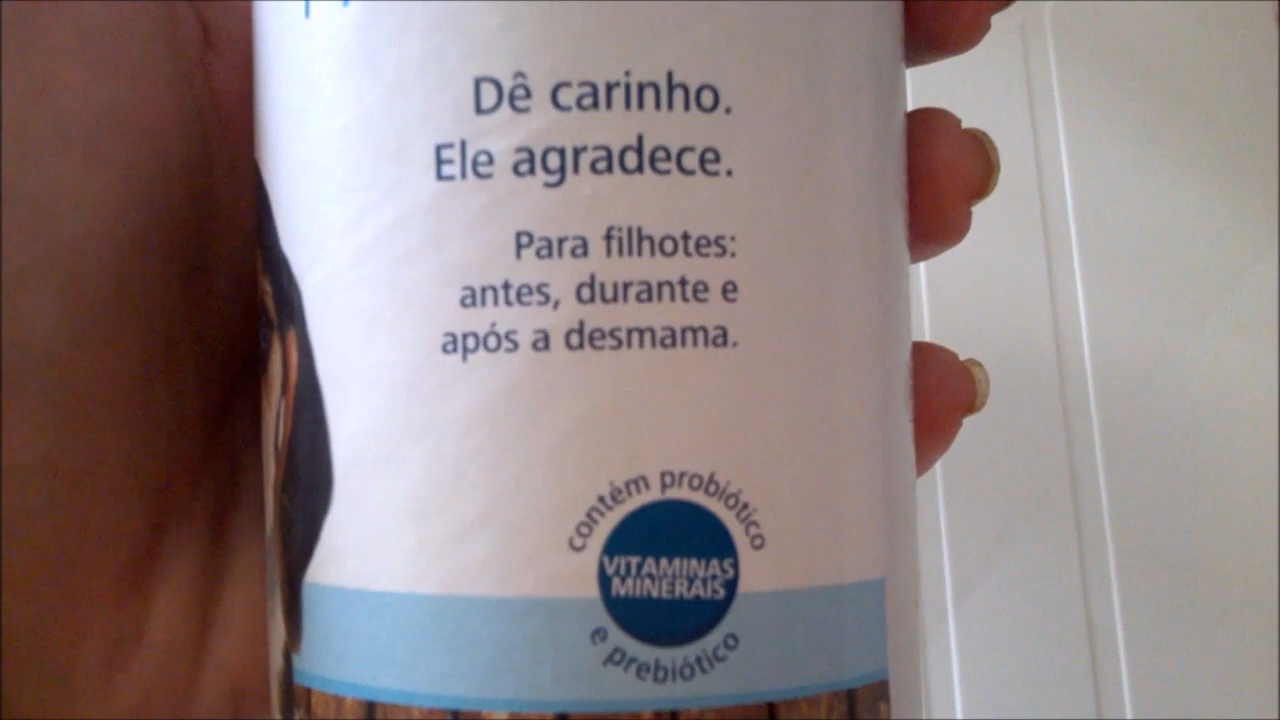 Dê carinho.
Ele agradece.
Para filhotes:
antes, durante e
após a desmama.
contém probiótico
VITAMINAS
MINERAIS
e prebiótico